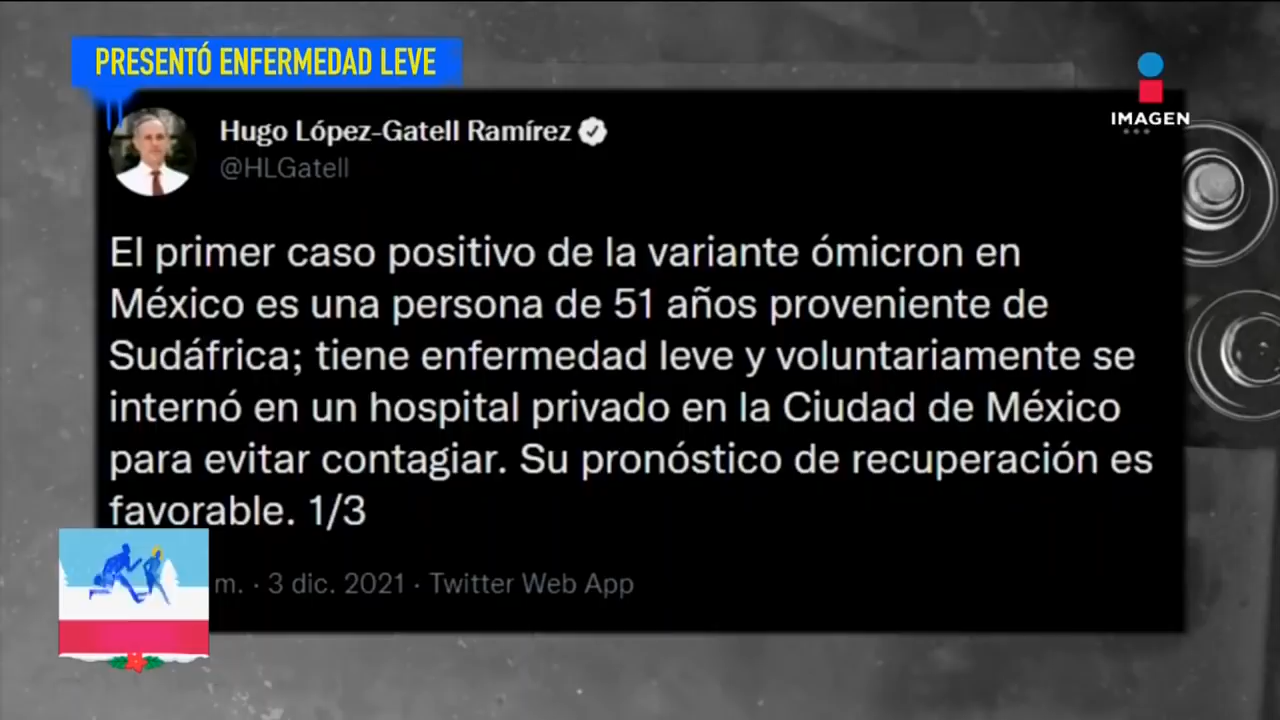 PRESENTÓ ENFERMEDAD LEVE
IMAGEN
Hugo López-Gatell Ramírez
@HLGatell
El primer caso positivo de la variante ómicron en
México es una persona de 51 años proveniente de
Sudáfrica; tiene enfermedad leve y voluntariamente se
internó en un hospital privado en la Ciudad de México
para evitar contagiar. Su pronóstico de recuperación es
favorable. 1/3
m. · 3 dic. 2021 · Twitter Web App